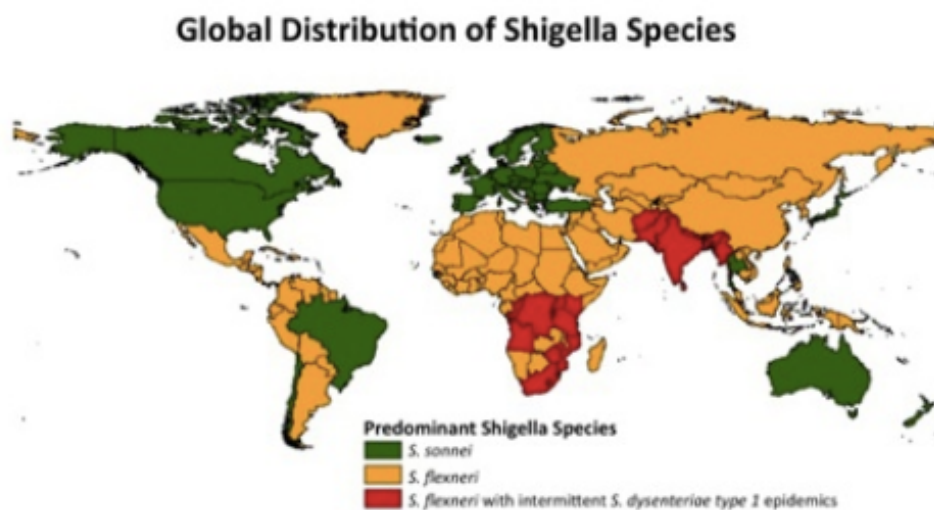 Global Distribution of Shigella Species
Predominant Shigella Species
S. sonnei
S. flexneri
S. flexneri with intermittent S. dysenteriae type 1 epidemics